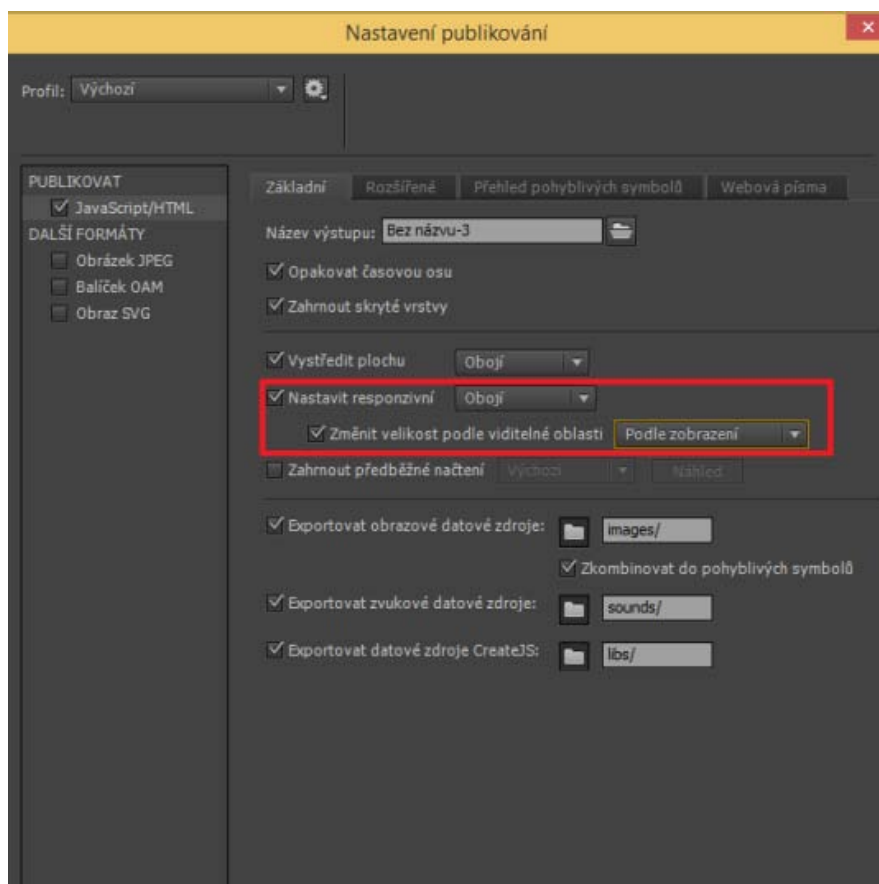 Nastavení publikování
Profil: Výchozí
PUBLIKOVAT
JavaScript/HTML
DALŠÍ FORMÁTY
Obrázek JPEG
Balíček OAM
Obraz SVG
Základní Rozšířené Přehled pohyblivých symbolů Webová písma
Název výstupu: Bez názvu-3
Opakovat časovou osu
Zahrnout skryté vrstvy
Vystředit plochu Obojí
Nastavit responzivní Obojí
Změnit velikost podle viditelné oblasti Podle zobrazení
Zahrnout předběžné načtení Výchozí Náhled
Exportovat obrazové datové zdroje: images/
Zkombinovat do pohyblivých symbolů
Exportovat zvukové datové zdroje: sounds/
Exportovat datové zdroje CreateJS: libs/